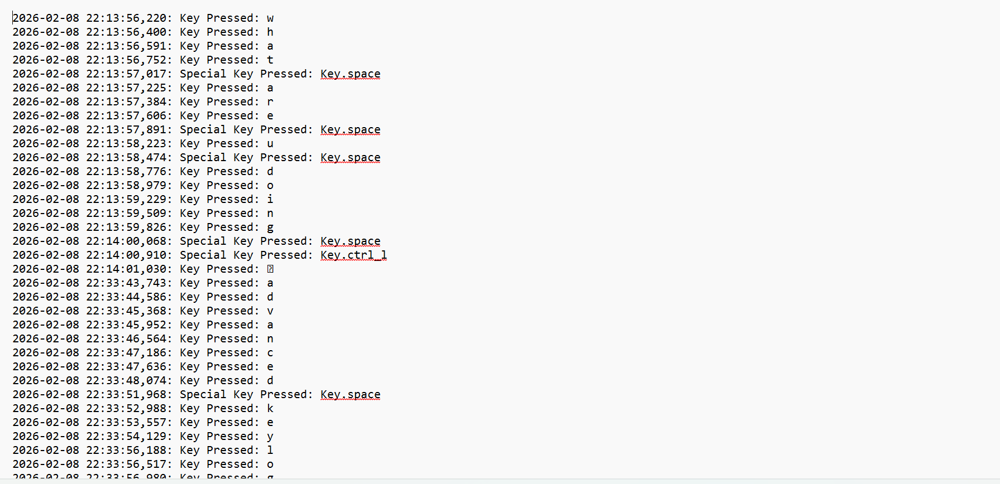 2026-02-08 22:13:56,220: Key Pressed: w
2026-02-08 22:13:56,400: Key Pressed: h
2026-02-08 22:13:56,591: Key Pressed: a
2026-02-08 22:13:56,752: Key Pressed: t
2026-02-08 22:13:57,017: Special Key Pressed: Key.space
2026-02-08 22:13:57,225: Key Pressed: a
2026-02-08 22:13:57,384: Key Pressed: r
2026-02-08 22:13:57,606: Key Pressed: e
2026-02-08 22:13:57,891: Special Key Pressed: Key.space
2026-02-08 22:13:58,223: Key Pressed: u
2026-02-08 22:13:58,474: Special Key Pressed: Key.space
2026-02-08 22:13:58,776: Key Pressed: d
2026-02-08 22:13:58,979: Key Pressed: o
2026-02-08 22:13:59,229: Key Pressed: i
2026-02-08 22:13:59,509: Key Pressed: n
2026-02-08 22:13:59,826: Key Pressed: g
2026-02-08 22:14:00,068: Special Key Pressed: Key.space
2026-02-08 22:14:00,910: Special Key Pressed: Key.ctrl_l
2026-02-08 22:14:01,030: Key Pressed: 
2026-02-08 22:33:43,743: Key Pressed: a
2026-02-08 22:33:44,586: Key Pressed: d
2026-02-08 22:33:45,368: Key Pressed: v
2026-02-08 22:33:45,952: Key Pressed: a
2026-02-08 22:33:46,564: Key Pressed: n
2026-02-08 22:33:47,186: Key Pressed: c
2026-02-08 22:33:47,636: Key Pressed: e
2026-02-08 22:33:48,074: Key Pressed: d
2026-02-08 22:33:51,968: Special Key Pressed: Key.space
2026-02-08 22:33:52,988: Key Pressed: k
2026-02-08 22:33:53,557: Key Pressed: e
2026-02-08 22:33:54,129: Key Pressed: y
2026-02-08 22:33:56,188: Key Pressed: l
2026-02-08 22:33:56,517: Key Pressed: o
2026-02-08 22:33:56,980: Key Pressed: g